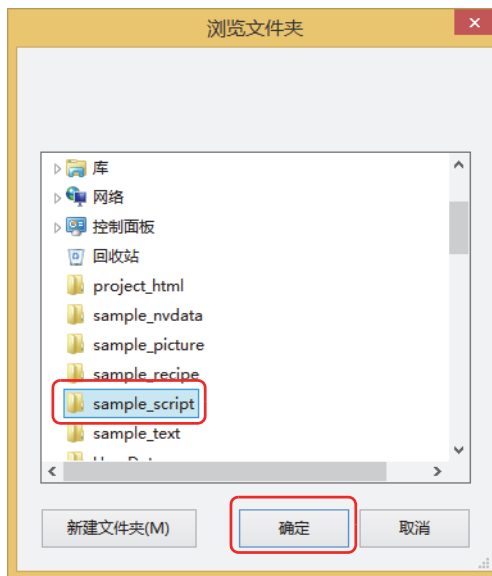 浏览文件夹
库
网络
控制面板
回收站
project_html
sample_nvdata
sample_picture
sample_recipe
sample_script
sample_text
新建文件夹(M)
确定
取消